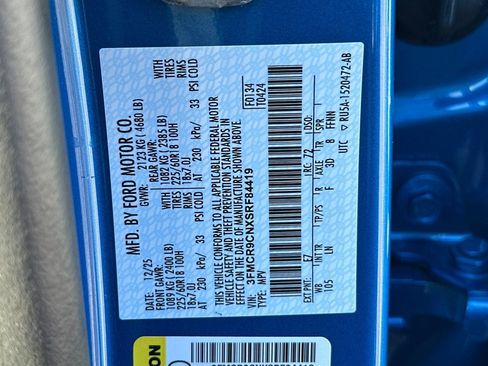 MFD. BY FORD MOTOR CO.
12/25
GVWR: 2123 KG (4680 LB)
FRONT GAWR:
REAR GAWR:
1089 KG (2400 LB)
1082 KG (2385 LB)
WITH
225/60R18 100H
TIRES
225/60R18 100H
WITH
TIRES
18x7.0J
RIMS
18x7.0J
RIMS
AT 230 kPa/ 33 PSI COLD
AT 230 kPa/ 33 PSI COLD
THIS VEHICLE CONFORMS TO ALL APPLICABLE FEDERAL MOTOR
VEHICLE SAFETY AND THEFT PREVENTION STANDARDS IN
EFFECT ON THE DATE OF MANUFACTURE SHOWN ABOVE.
VIN: 3FMCR9CNXSRF84419
TYPE: MPV
F0134
T0424
EXT PNT: E7
RC: 72
DSO:
WB
INT TR
TP/PS
R
AXLE
TR
SPR
105
LN
F
3D
8
FFNN
UTC
RU5A-1520472-AB
ION